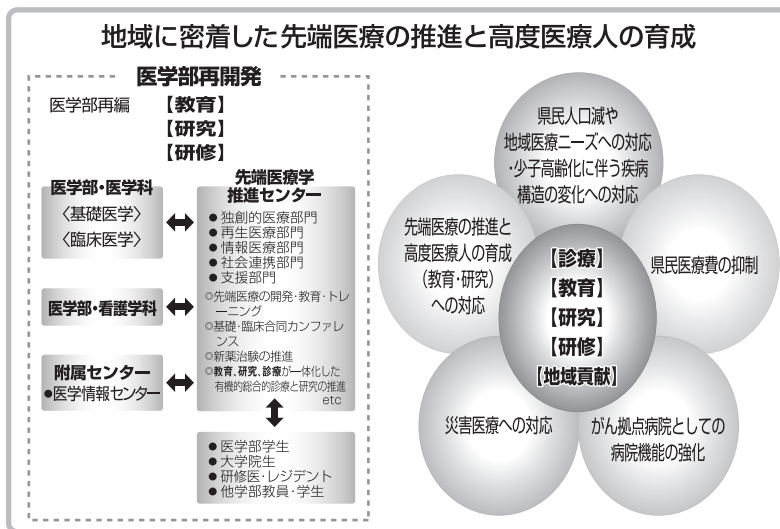 地域に密着した先端医療の推進と高度医療人の育成
医学部再開発
医学部再編
【教育】
【研究】
【研修】
医学部・医学科
〈基礎医学〉
〈臨床医学〉
医学部・看護学科
附属センター
●医学情報センター
先端医療学
推進センター
●独創的医療部門
●再生医療部門
●情報医療部門
●社会連携部門
●支援部門
◎先端医療の開発・教育・トレ
ーニング
◎基礎・臨床合同カンファレ
ンス
◎新薬治験の推進
◎教育、研究、診療が一体化した
有機的総合的診療と研究の推進
etc
●医学部学生
●大学院生
●研修医・レジデント
●他学部教員・学生
県民人口減や
地域医療ニーズへの対応
・少子高齢化に伴う疾病
構造の変化への対応
先端医療の推進と
高度医療人の育成
（教育・研究）
への対応
県民医療費の抑制
【診療】
【教育】
【研究】
【研修】
【地域貢献】
災害医療への対応
がん拠点病院としての
病院機能の強化